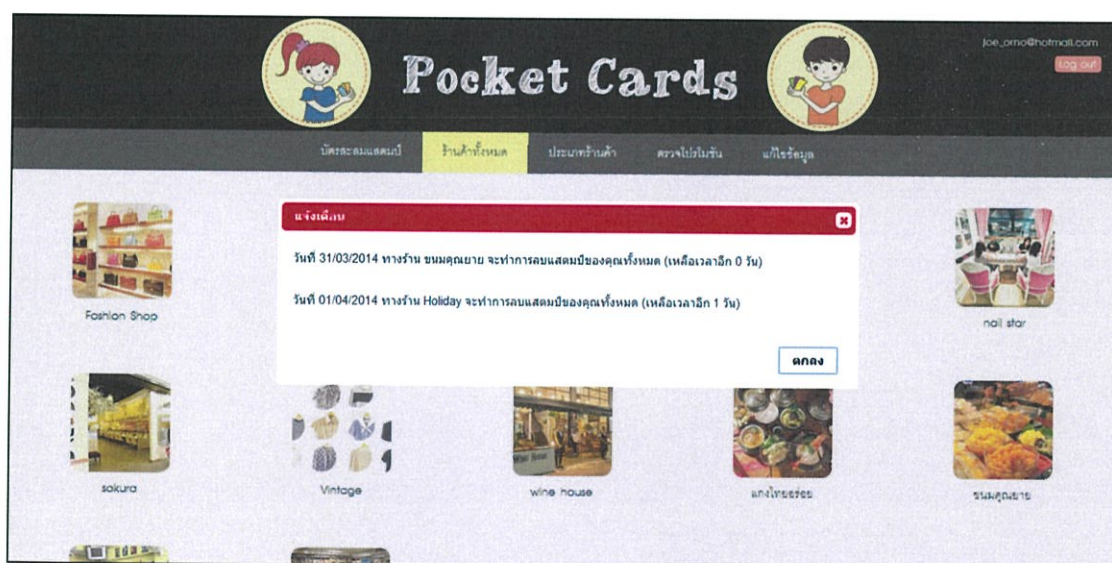 Pocket Cards
joe_orno@hotmail.com
Log out
บัตรสะสมแสตมป์ ร้านค้าทั้งหมด ประเภทร้านค้า ตรวจโปรโมชัน แก้ไขข้อมูล
แจ้งเตือน
วันที่ 31/03/2014 ทางร้าน ขนมคุณยาย จะทำการลบแสตมป์ของคุณทั้งหมด (เหลือเวลาอีก 0 วัน)
วันที่ 01/04/2014 ทางร้าน Holiday จะทำการลบแสตมป์ของคุณทั้งหมด (เหลือเวลาอีก 1 วัน)
ตกลง
Fashion Shop
nail star
sakura
Vintage
wine house
แกงไทยอร่อย
ขนมคุณยาย